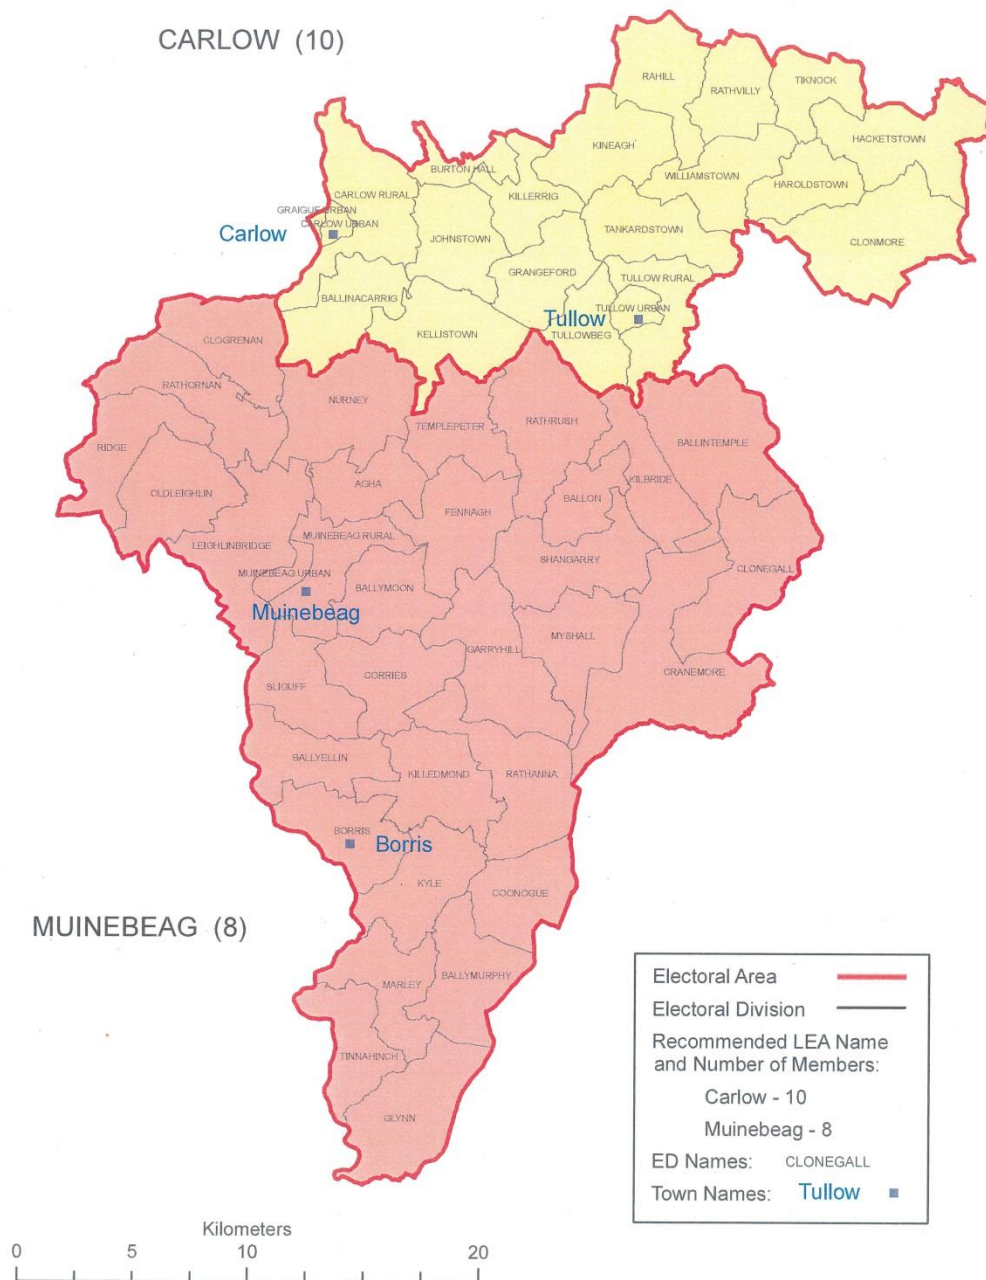 CARLOW (10)
RAHILL
RATHVILLY
TIKNOCK
HACKETSTOWN
KINEAGH
BURTON HALL
WILLIAMSTOWN
HAROLDSTOWN
CARLOW RURAL
KILLERRIG
GRAIGUE URBAN
CARLOW URBAN
Carlow
JOHNSTOWN
TANKARDSTOWN
CLONMORE
GRANGEFORD
TULLOW RURAL
BALLINACARRIG
TULLOW URBAN
Tullow
KELLISTOWN
TULLOWBEG
CLOGRENAN
RATHORNAN
NURNEY
TEMPLEPETER
RATHRUSH
BALLINTEMPLE
RIDGE
AGHA
KILBRIDE
OLDLEIGHLIN
BALLON
FENNAGH
MUINEBEAG RURAL
LEIGHLINBRIDGE
SHANGARRY
CLONEGALL
MUINEBEAG URBAN
BALLYMOON
Muinebeag
MYSHALL
GARRYHILL
CRANEMORE
CORRIES
SLIGUFF
BALLYELLIN
KILLEDMOND
RATHANNA
BORRIS
Borris
KYLE
COONOGUE
MUINEBEAG (8)
BALLYMURPHY
MARLEY
TINNAHINCH
GLYNN
Electoral Area
Electoral Division
Recommended LEA Name
and Number of Members:
Carlow - 10
Muinebeag - 8
ED Names: CLONEGALL
Town Names: Tullow
Kilometers
0 5 10 20